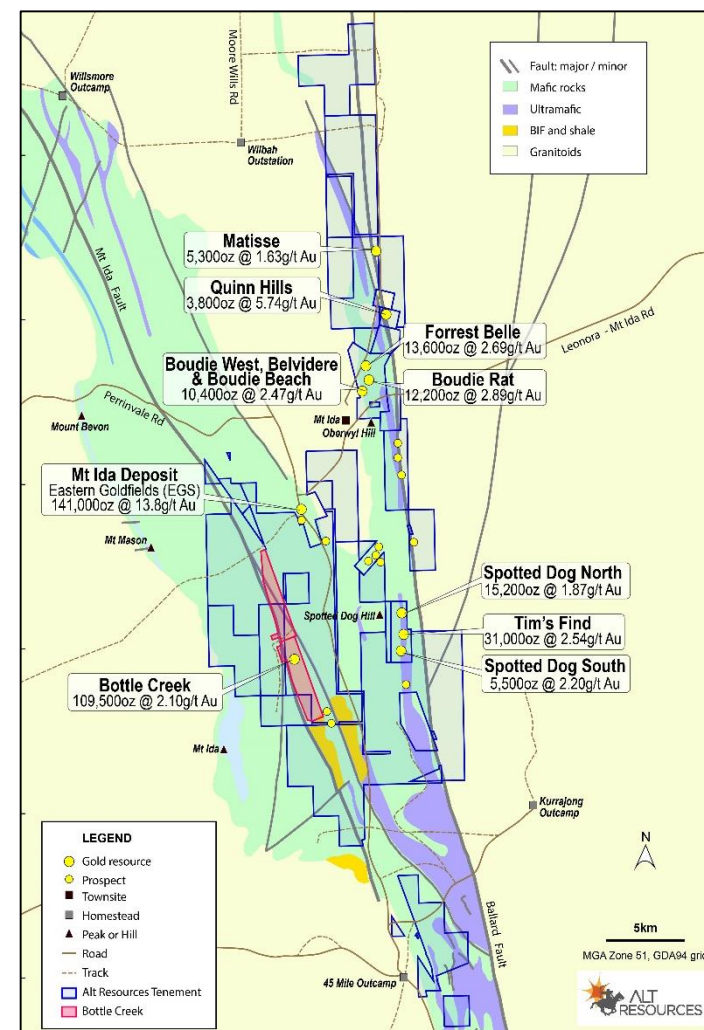 Willsmore
Outcamp
Moore Wills Rd
Wilbah
Outstation
Fault: major / minor
Mafic rocks
Ultramafic
BIF and shale
Granitoids
Matisse
5,300oz @ 1.63g/t Au
Mt Ida Fault
Quinn Hills
3,800oz @ 5.74g/t Au
Forrest Belle
13,600oz @ 2.69g/t Au
Leonora - Mt Ida Rd
Boudie West, Belvidere
& Boudie Beach
10,400oz @ 2.47g/t Au
Boudie Rat
12,200oz @ 2.89g/t Au
Perrinvale Rd
Mount Bevon
Mt Ida
Oberwyl Hill
Mt Ida Deposit
Eastern Goldfields (EGS)
141,000oz @ 13.8g/t Au
Mt Mason
Spotted Dog North
15,200oz @ 1.87g/t Au
Spotted Dog Hill
Tim's Find
31,000oz @ 2.54g/t Au
Spotted Dog South
5,500oz @ 2.20g/t Au
Bottle Creek
109,500oz @ 2.10g/t Au
Mt Ida
Kurrajong
Outcamp
LEGEND
Gold resource
Prospect
Townsite
Homestead
Peak or Hill
Road
Track
Alt Resources Tenement
Bottle Creek
N
5km
MGA Zone 51, GDA94 grid
Ballard Fault
45 Mile Outcamp
ALT
RESOURCES